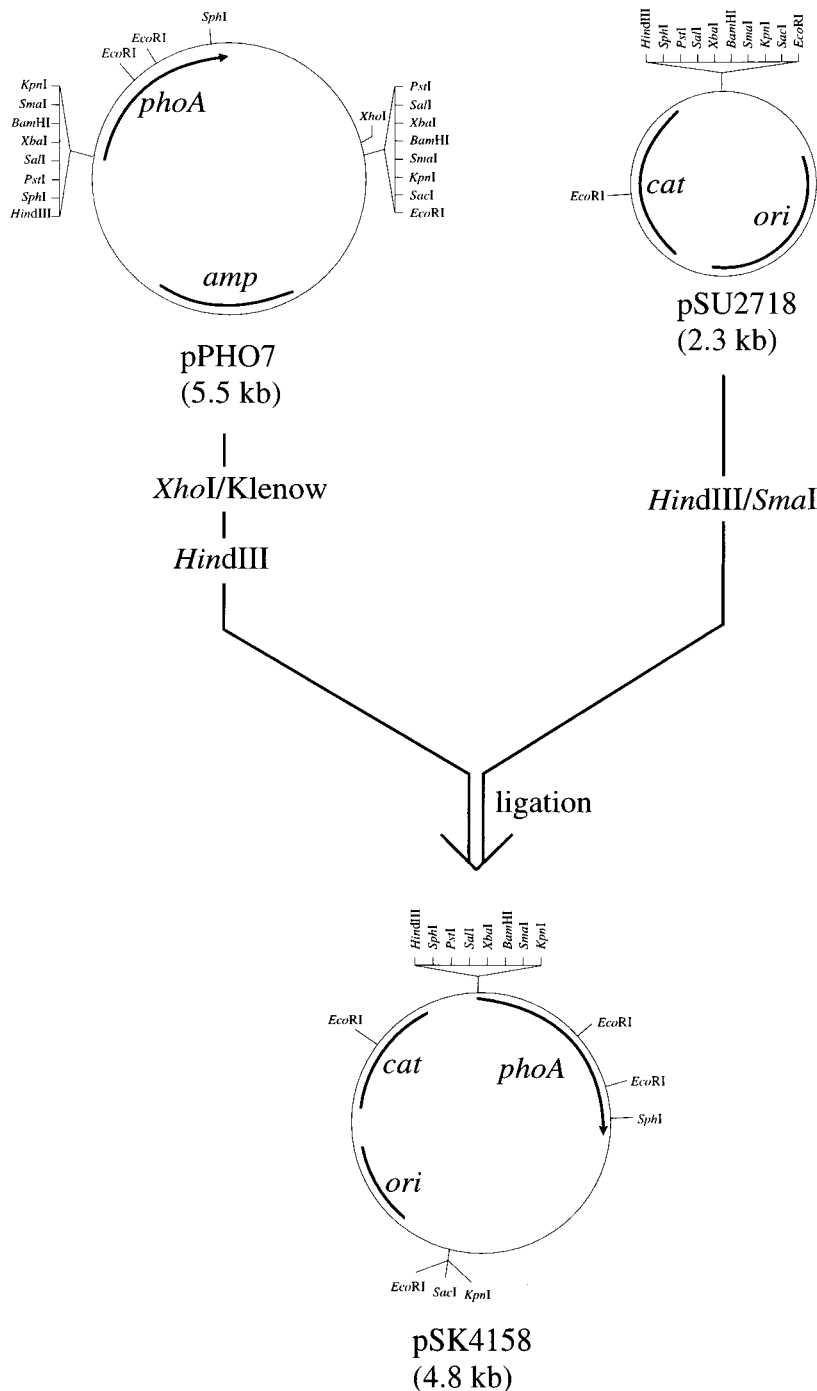 SphI
EcoRI
EcoRI
KpnI
SmaI
BamHI
XbaI
SalI
PstI
SphI
HindIII
phoA
XhoI
PstI
SalI
XbaI
BamHI
SmaI
KpnI
SacI
EcoRI
amp
pPHO7
(5.5 kb)
HindIII
SphI
PstI
SalI
XbaI
BamHI
SmaI
KpnI
SacI
EcoRI
EcoRI
cat
ori
pSU2718
(2.3 kb)
XhoI/Klenow
HindIII
HindIII/SmaI
ligation
HindIII
SphI
PstI
SalI
XbaI
BamHI
SmaI
KpnI
EcoRI
cat
phoA
EcoRI
EcoRI
SphI
ori
EcoRI
SacI
KpnI
pSK4158
(4.8 kb)